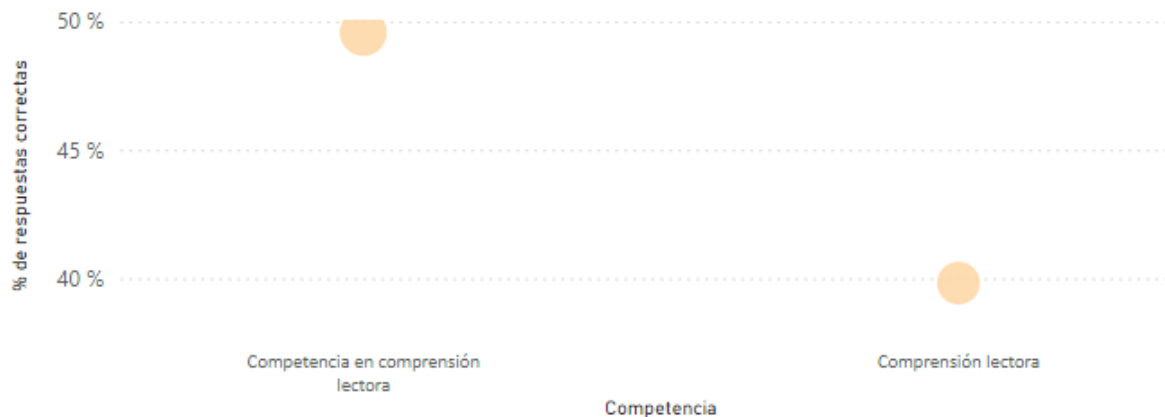 50 %
45 %
40 %
% de respuestas correctas
Competencia en comprensión
lectora
Comprensión lectora
Competencia